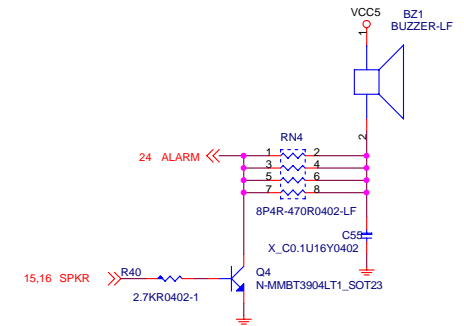 VCC5
BZ1
BUZZER-LF
1
2
RN4
24 ALARM
1 2
3 4
5 6
7 8
8P4R-470R0402-LF
C55
X_C0.1U16Y0402
15,16 SPKR
R40
2.7KR0402-1
Q4
N-MMBT3904LT1_SOT23